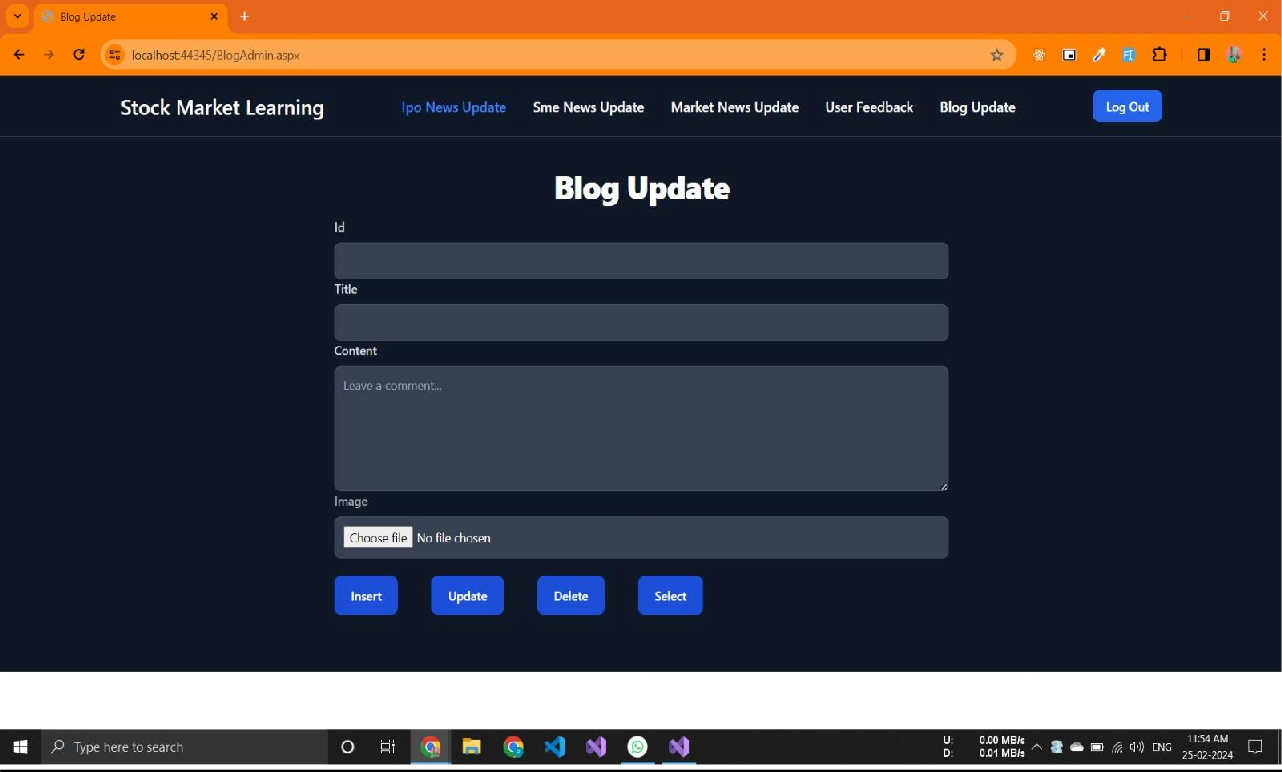 Blog Update
localhost:44345/BlogAdmin.aspx
Stock Market Learning Ipo News Update Sme News Update Market News Update User Feedback Blog Update Log Out
Blog Update
Id
Title
Content
Leave a comment...
Image
Choose file No file chosen
Insert Update Delete Select
Type here to search
U: 0.00 MB/s
D: 0.01 MB/s
ENG
11:54 AM
25-02-2024